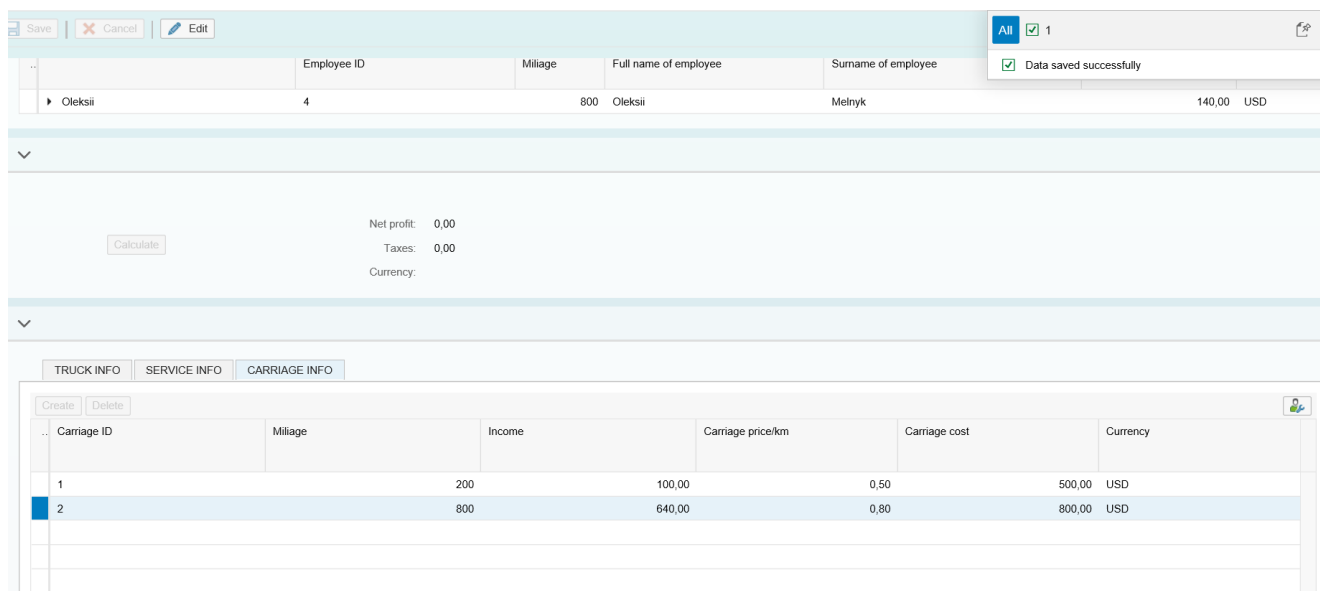 Save Cancel Edit All 1
Data saved successfully
.. Employee ID Miliage Full name of employee Surname of employee
Oleksii 4 800 Oleksii Melnyk 140,00 USD
Net profit: 0,00
Calculate
Taxes: 0,00
Currency:
TRUCK INFO SERVICE INFO CARRIAGE INFO
Create Delete
.. Carriage ID Miliage Income Carriage price/km Carriage cost Currency
1 200 100,00 0,50 500,00 USD
2 800 640,00 0,80 800,00 USD